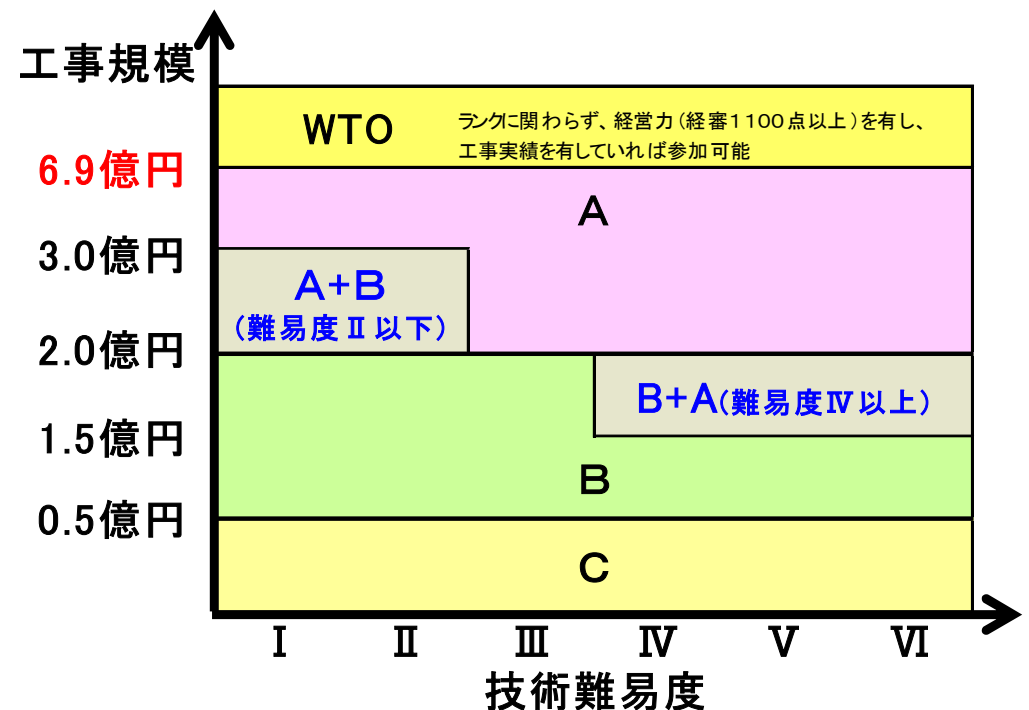 工事規模
WTO
ランクに関わらず、経営力(経審1100点以上)を有し、
工事実績を有していれば参加可能
6.9億円
A
3.0億円
A+B
(難易度Ⅱ以下)
2.0億円
B+A(難易度Ⅳ以上)
1.5億円
B
0.5億円
C
Ⅰ Ⅱ Ⅲ Ⅳ Ⅴ Ⅵ
技術難易度